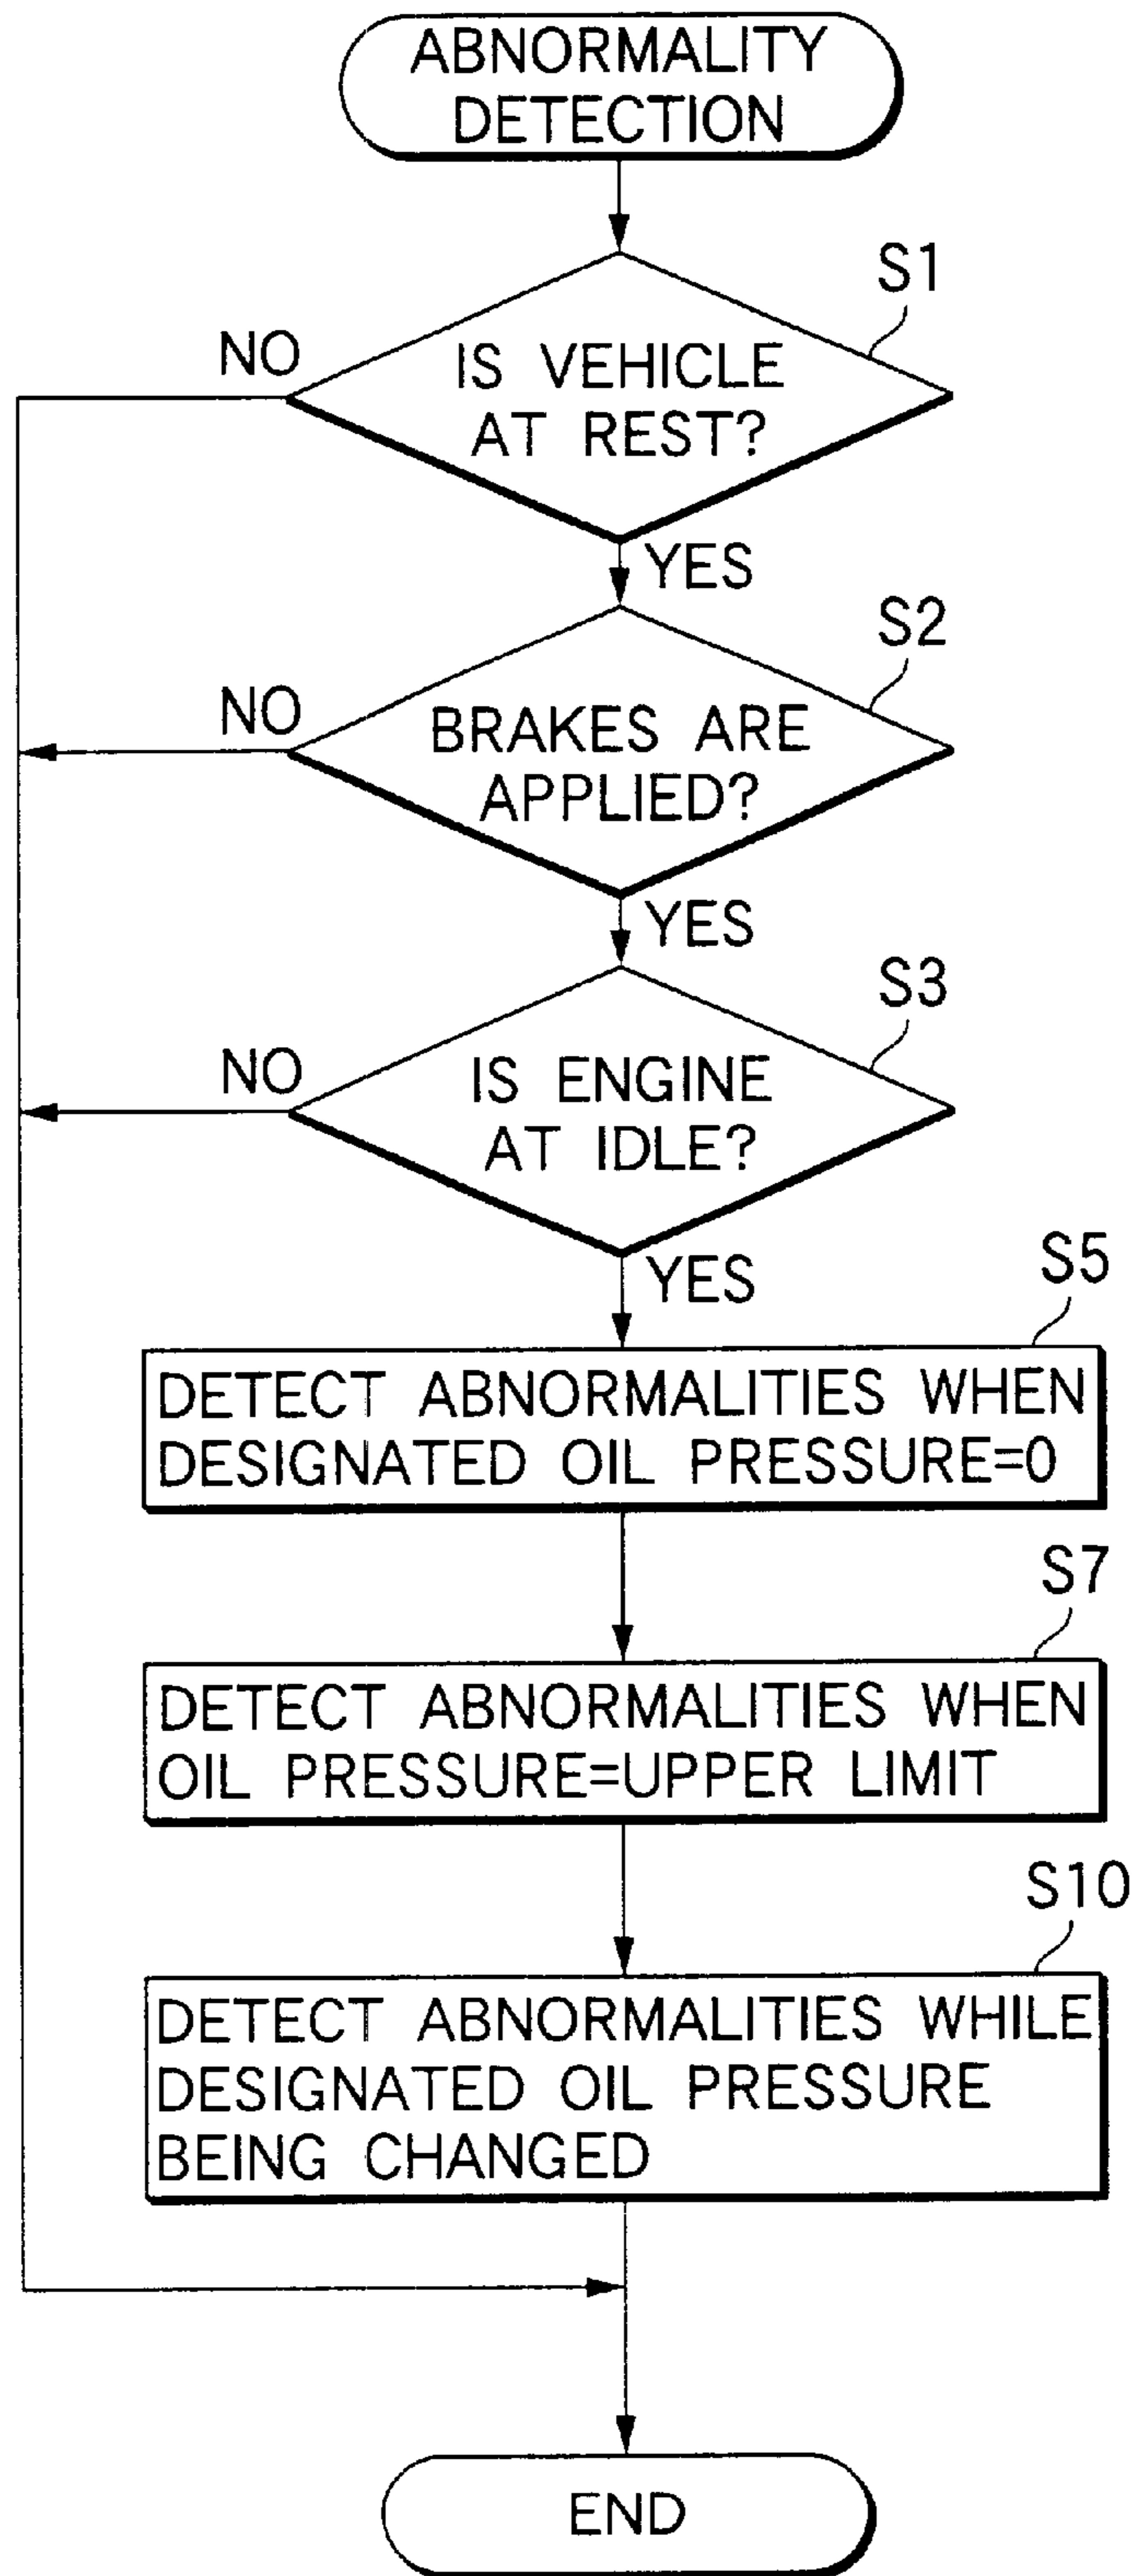 ABNORMALITY
DETECTION
S1
NO
IS VEHICLE
AT REST?
YES
S2
NO
BRAKES ARE
APPLIED?
YES
S3
NO
IS ENGINE
AT IDLE?
YES
S5
DETECT ABNORMALITIES WHEN
DESIGNATED OIL PRESSURE=0
S7
DETECT ABNORMALITIES WHEN
OIL PRESSURE=UPPER LIMIT
S10
DETECT ABNORMALITIES WHILE
DESIGNATED OIL PRESSURE
BEING CHANGED
END